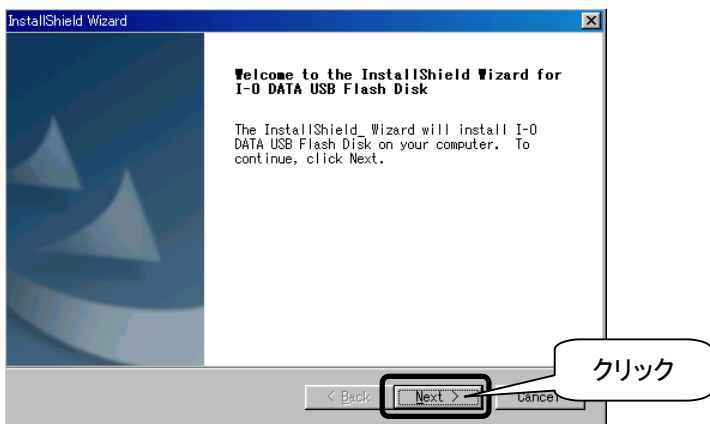 InstallShield Wizard
Welcome to the InstallShield Wizard for
I-O DATA USB Flash Disk
The InstallShield_ Wizard will install I-O
DATA USB Flash Disk on your computer. To
continue, click Next.
< Back
Next >
Cancel
クリック